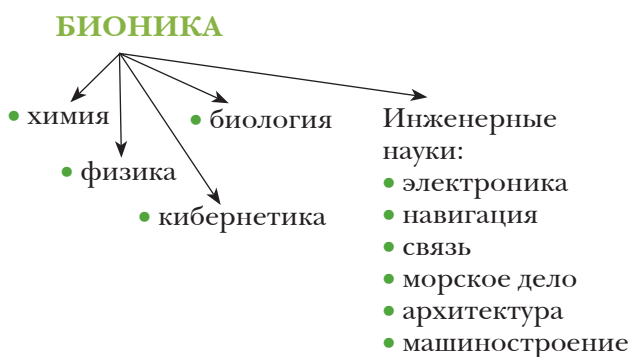 БИОНИКА
• химия
• биология
• физика
• кибернетика
Инженерные
науки:
• электроника
• навигация
• связь
• морское дело
• архитектура
• машиностроение